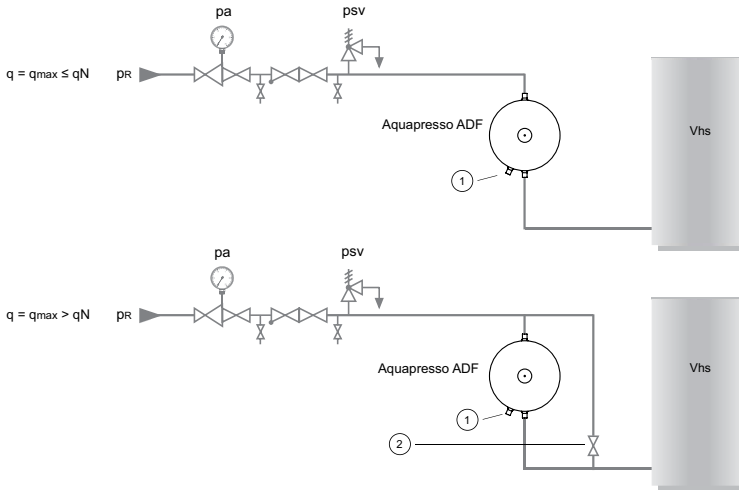 pa
psv
q = qmax ≤ qN
pR
Aquapresso ADF
Vhs
1
pa
psv
q = qmax > qN
pR
Aquapresso ADF
Vhs
1
2